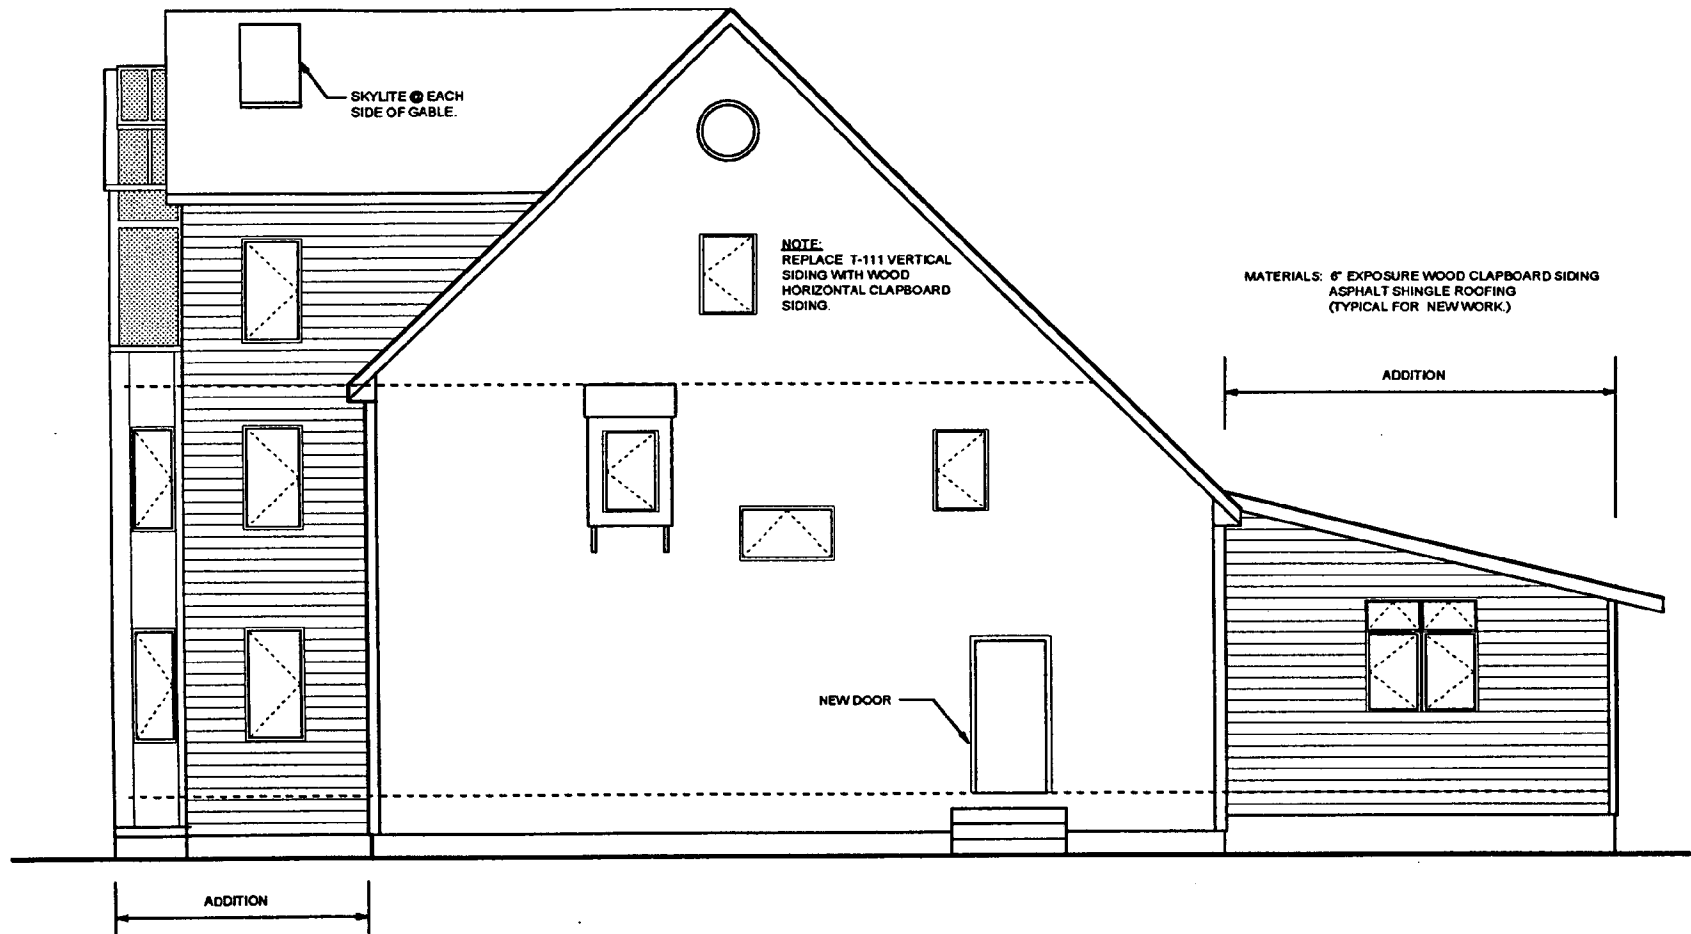 SKYLITE @ EACH
SIDE OF GABLE.
NOTE:
REPLACE T-111 VERTICAL
SIDING WITH WOOD
HORIZONTAL CLAPBOARD
SIDING.
MATERIALS: 6" EXPOSURE WOOD CLAPBOARD SIDING
ASPHALT SHINGLE ROOFING
(TYPICAL FOR NEW WORK.)
ADDITION
NEW DOOR
ADDITION